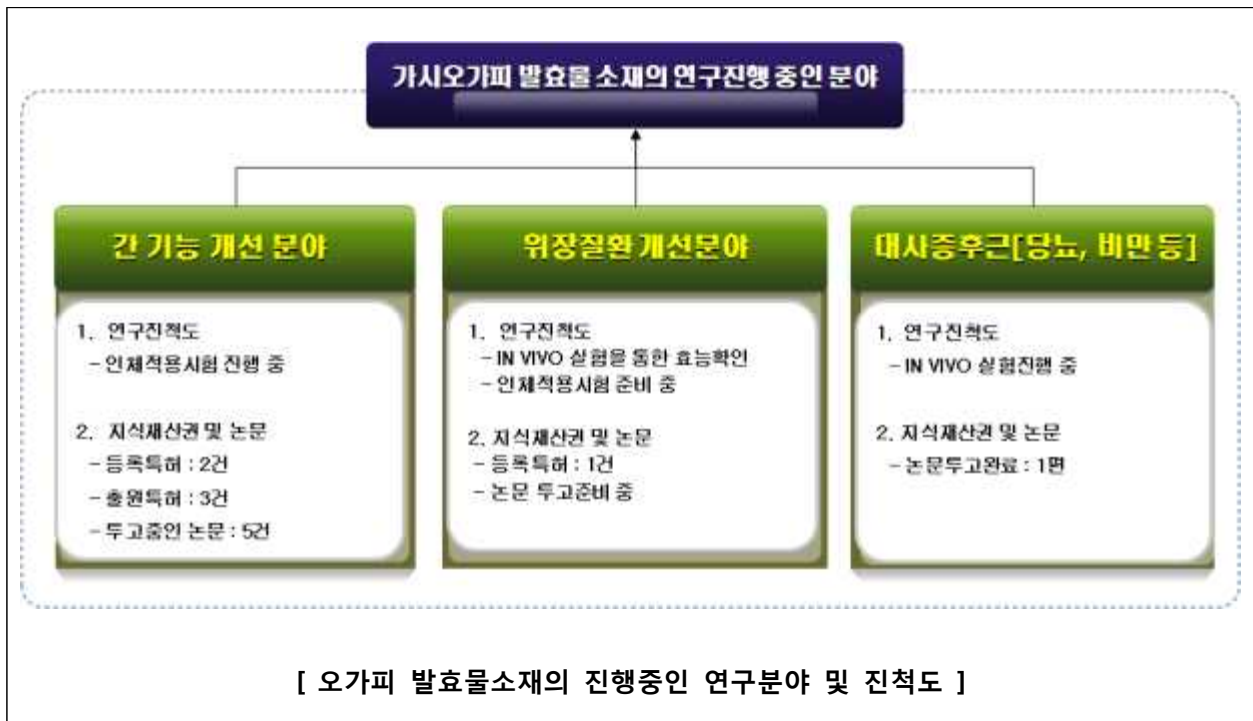 가시오가피 발효물 소재의 연구진행 중인 분야
간 기능 개선 분야
1. 연구진척도
- 인체적용시험 진행 중
2. 지식재산권 및 논문
- 등록특허 : 2건
- 출원특허 : 3건
- 투고중인 논문 : 5건
위장질환 개선분야
1. 연구진척도
- IN VIVO 실험을 통한 효능확인
- 인체적용시험 준비 중
2. 지식재산권 및 논문
- 등록특허 : 1건
- 논문 투고준비 중
대사증후근[당뇨, 비만 등]
1. 연구진척도
- IN VIVO 실험진행 중
2. 지식재산권 및 논문
- 논문투고완료 : 1편
[ 오가피 발효물소재의 진행중인 연구분야 및 진척도 ]